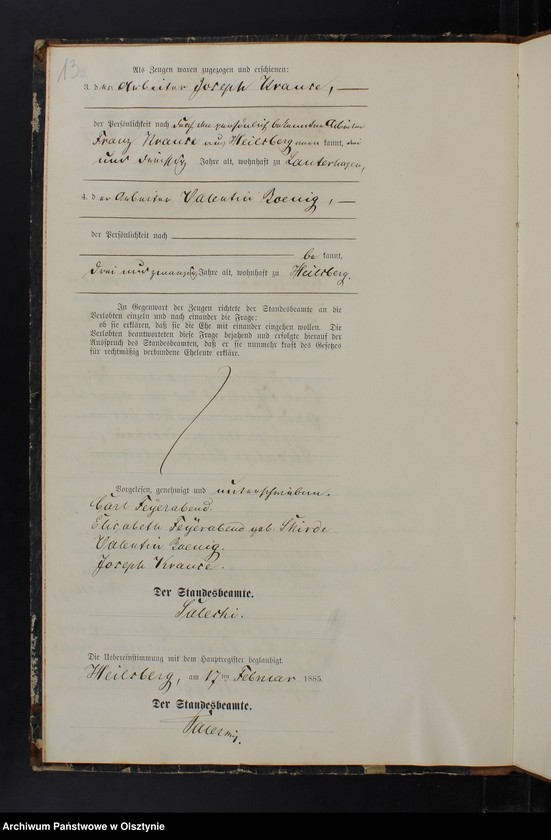 13
Als Zeugen waren zugezogen und erschienen:
3. der Arbeiter Joseph Krause, —
der Persönlichkeit nach durch den persönlich bekannten Arbeiter
Franz Krause aus Heilsberg kannt, drei
und dreißig Jahre alt, wohnhaft zu Lauterhagen,
4. der Arbeiter Valentin Boenig, —
der Persönlichkeit nach
be kannt,
drei und zwanzig Jahre alt, wohnhaft zu Heilsberg.
In Gegenwart der Zeugen richtete der Standesbeamte an die
Verlobten einzeln und nach einander die Frage:
ob sie erklären, daß sie die Ehe mit einander eingehen wollen. Die
Verlobten beantworteten diese Frage bejahend und erfolgte hierauf der
Ausspruch des Standesbeamten, daß er sie nunmehr kraft des Gesetzes
für rechtmäßig verbundene Eheleute erkläre.
Vorgelesen, genehmigt und unterschrieben.
Carl Feÿerabend.
Elisabeth Feÿerabend geb. Skirde
Valentin Boenig.
Joseph Krause.
Der Standesbeamte.
Die Uebereinstimmung mit dem Hauptregister beglaubigt.
Heilsberg, am 17ten Februar 1885.
Der Standesbeamte.
Archiwum Państwowe w Olsztynie